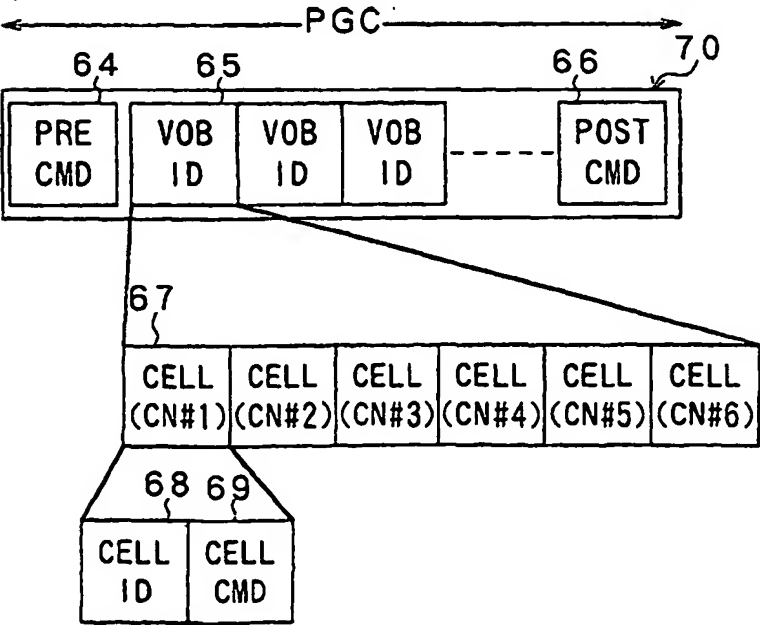 PGC
64 65 66 70
PRE CMD VOB ID VOB ID VOB ID POST CMD
67
CELL (CN#1) CELL (CN#2) CELL (CN#3) CELL (CN#4) CELL (CN#5) CELL (CN#6)
68 69
CELL ID CELL CMD